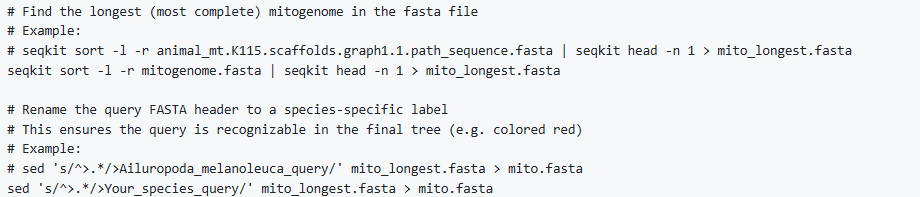 # Find the longest (most complete) mitogenome in the fasta file
# Example:
# seqkit sort -l -r animal_mt.K115.scaffolds.graph1.1.path_sequence.fasta | seqkit head -n 1 > mito_longest.fasta
seqkit sort -l -r mitogenome.fasta | seqkit head -n 1 > mito_longest.fasta

# Rename the query FASTA header to a species-specific label
# This ensures the query is recognizable in the final tree (e.g. colored red)
# Example:
# sed 's/^>.*/>Ailuropoda_melanoleuca_query/' mito_longest.fasta > mito.fasta
sed 's/^>.*/>Your_species_query/' mito_longest.fasta > mito.fasta